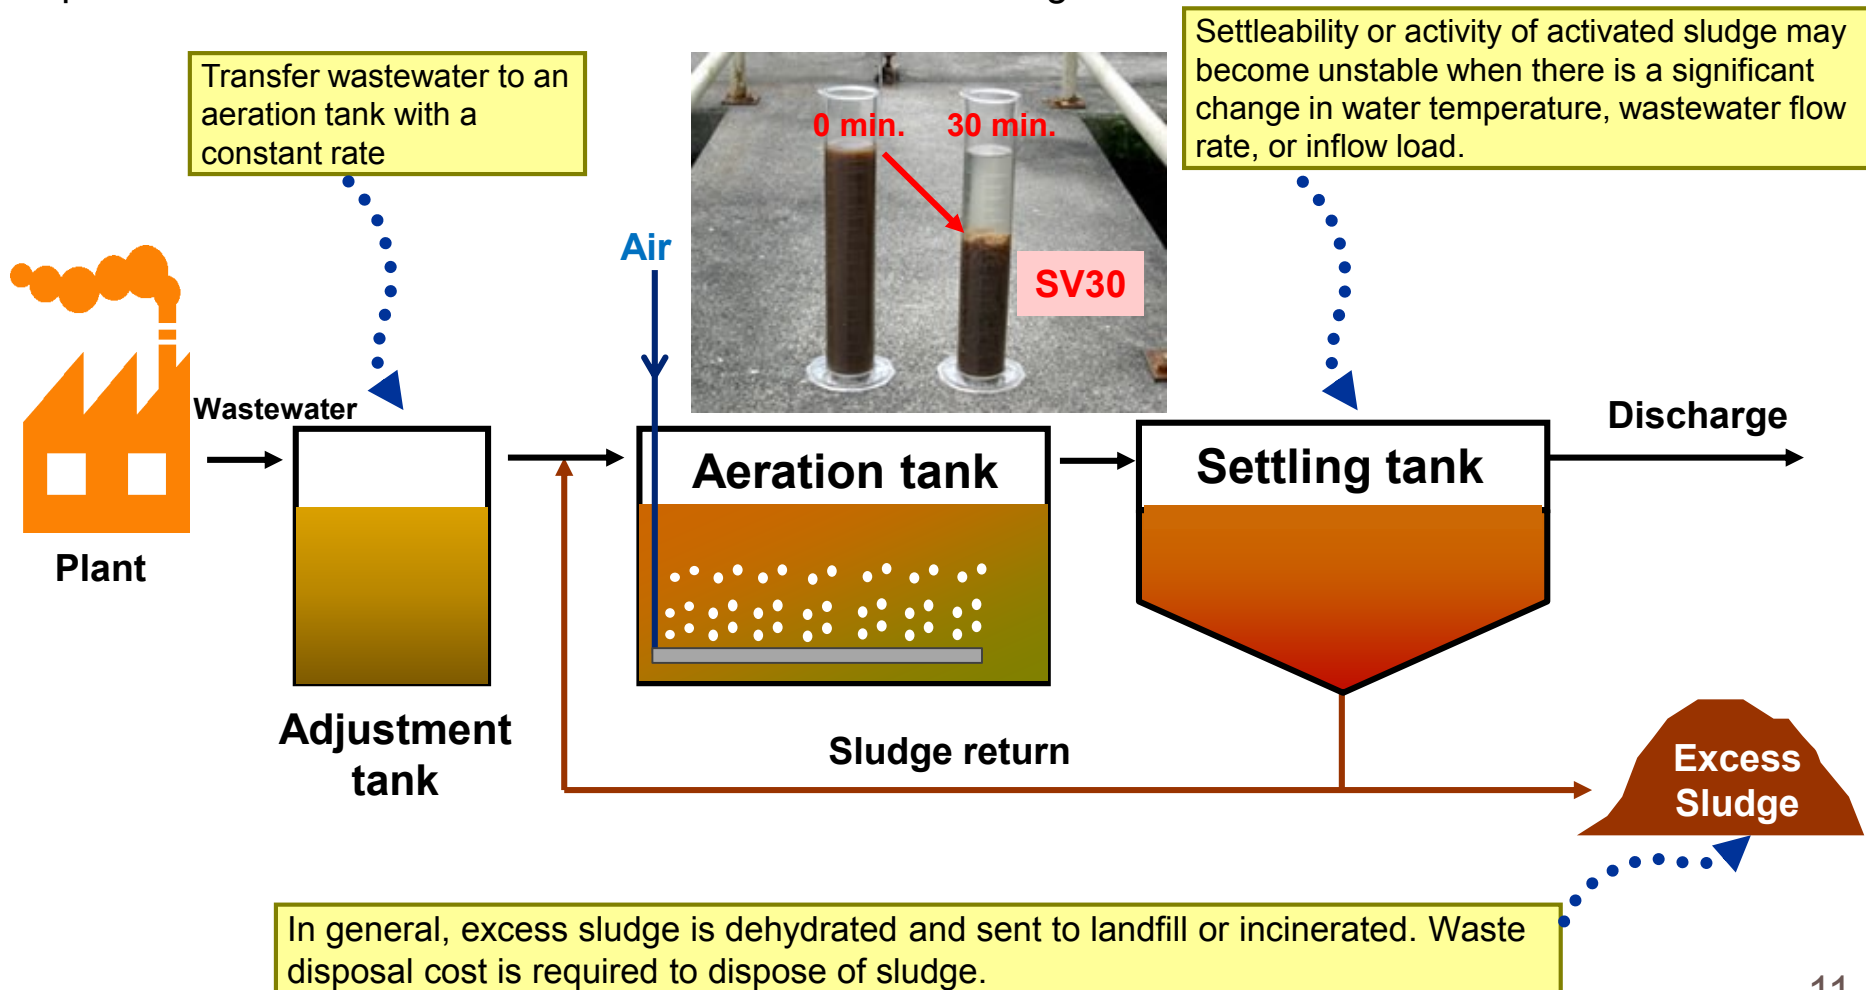 Transfer wastewater to an
aeration tank with a
constant rate
0 min. 30 min.
SV30
Settleability or activity of activated sludge may
become unstable when there is a significant
change in water temperature, wastewater flow
rate, or inflow load.
Air
Wastewater
Discharge
Aeration tank
Settling tank
Plant
Adjustment
tank
Sludge return
Excess
Sludge
In general, excess sludge is dehydrated and sent to landfill or incinerated. Waste
disposal cost is required to dispose of sludge.
11